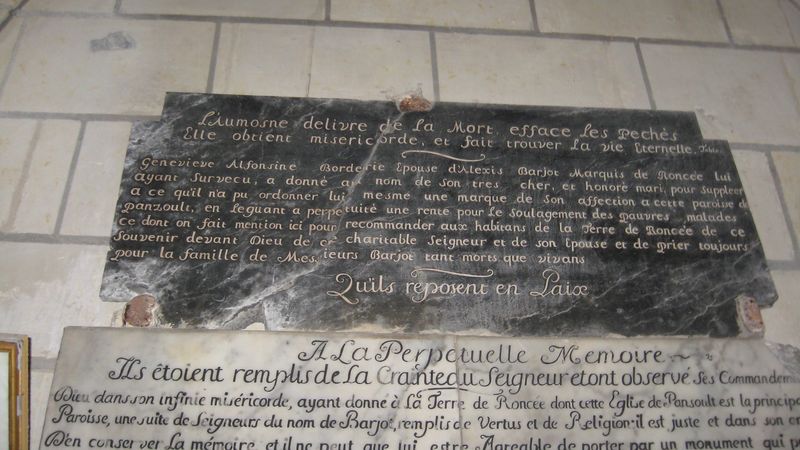 L'Aumosne delivre de La Mort, efface Les Pechés
Elle obtient misericorde, et fait trouver La vie Eternelle. Tobie
Genevieve Alfonsine Borderie Epouse d'Alexis Barjot Marquis de Roncée lui
ayant survecu, a donné au nom de son tres cher, et honoré mari, pour suppleer
a ce qu'il n'a pu ordonner lui mesme une marque de son affection a cette paroise de
Panzoult, en leguant a perpetuité une rente pour le soulagement des pauvres malades
ce dont on fait mention ici pour recommander aux habitans de la Terre de Roncée de ce
souvenir devant Dieu de ce charitable Seigneur et de son Epouse et de prier toujours
pour la famille de Messieurs Barjot tant morts que vivans
Qu'ils reposent en Paix
A La Perpetuelle Memoire
Ils étoient remplis de La Crainte du Seigneur et ont observé Ses Commandem
Dieu dans son infinie miséricorde, ayant donné à La Terre de Roncée dont cette Eglise de Pansoult est la principa
Paroisse, une suite de Seigneurs du nom de Barjot, remplis de Vertus et de Religion: il est juste et dans son
D'en conserver La mémoire et il ne peut que lui estre Agreable de porter par un monument qui